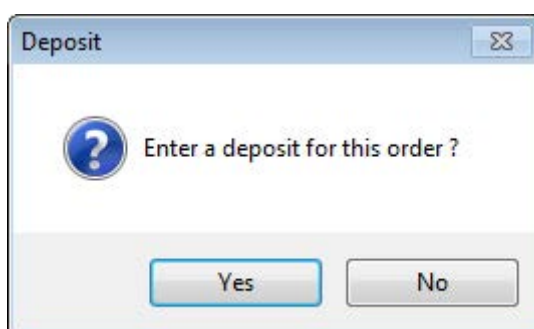 Deposit
Enter a deposit for this order ?
Yes
No